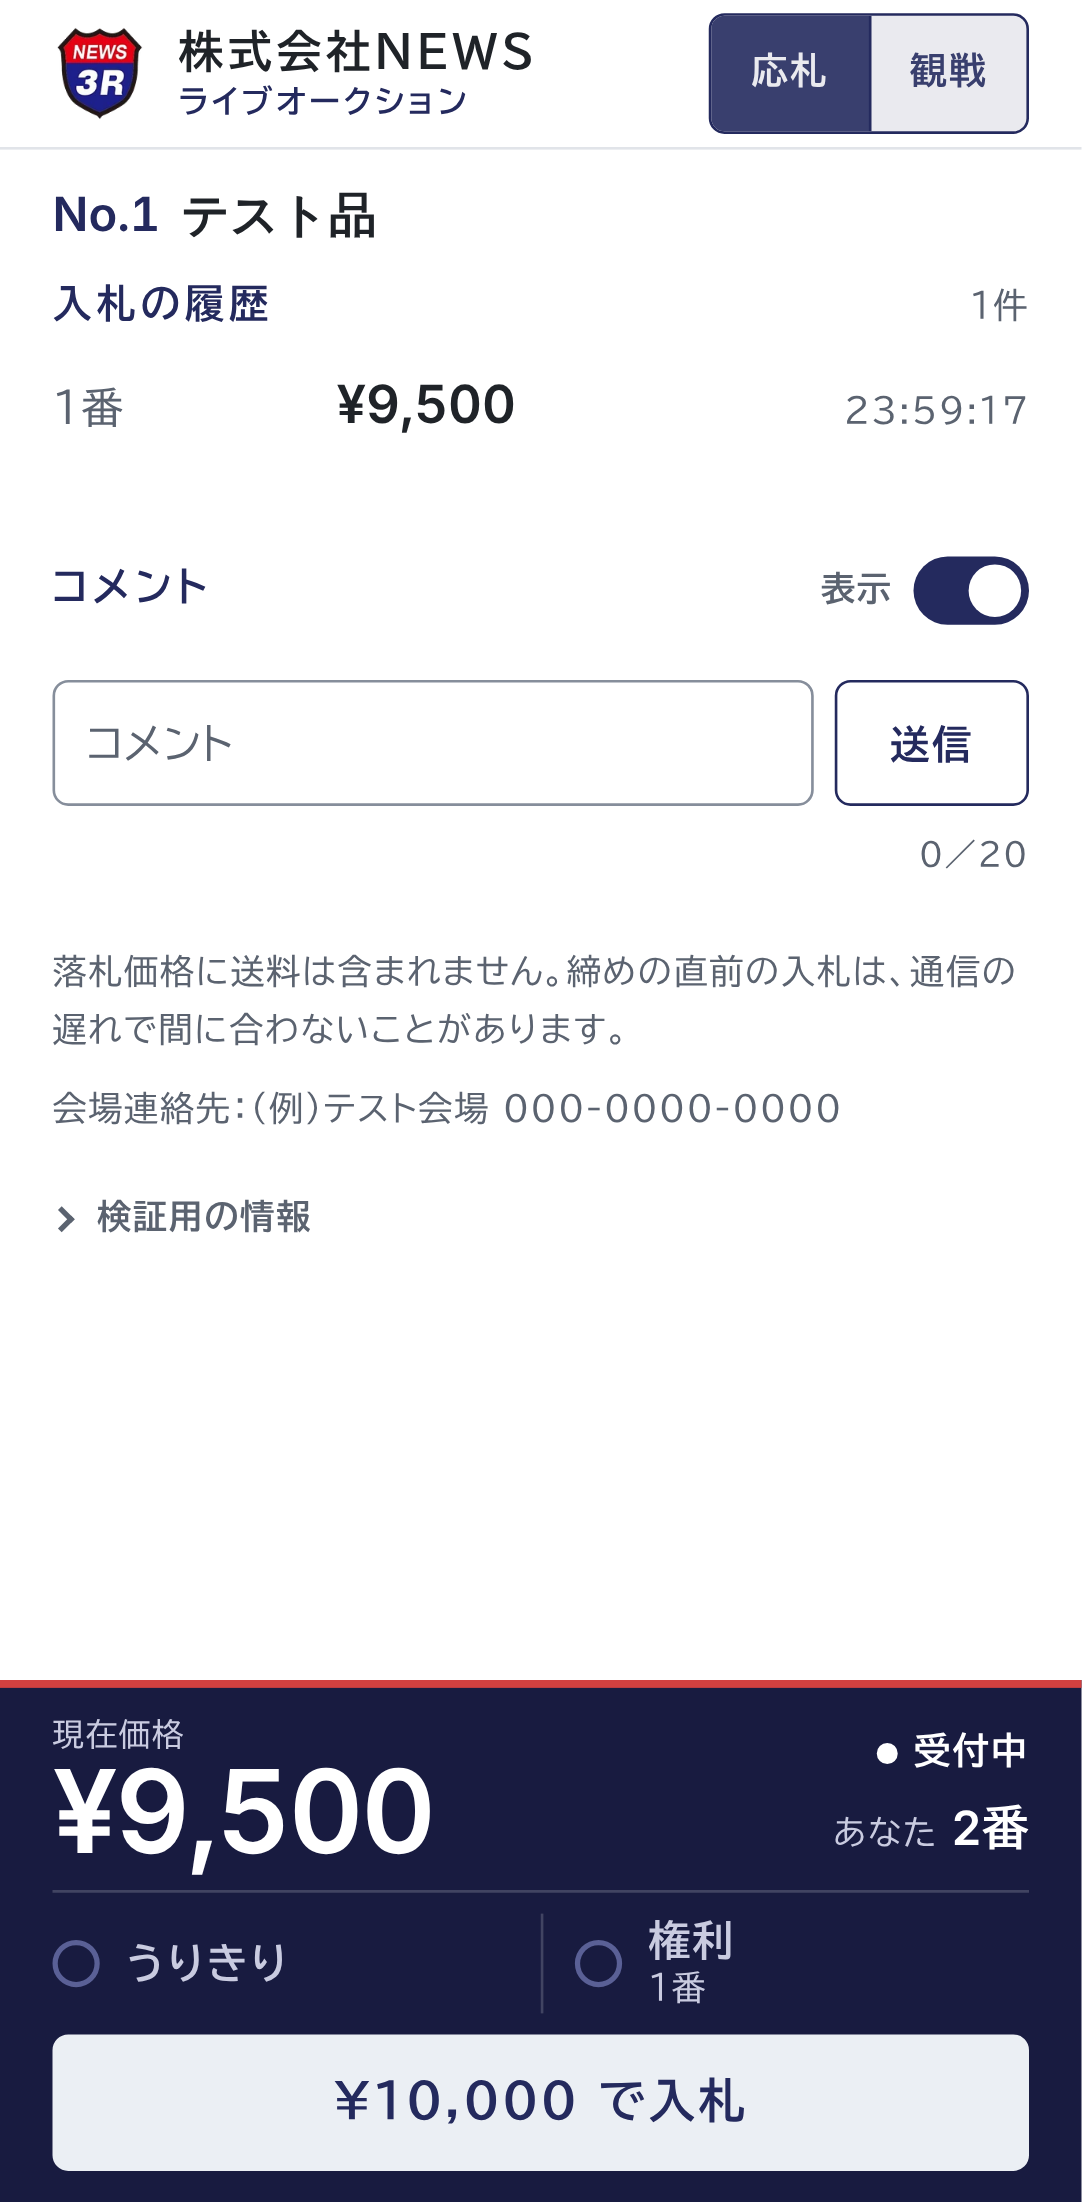 NEWS
3R
株式会社NEWS
ライブオークション
応札
観戦
No.1 テスト品
入札の履歴
1件
1番
¥9,500
23:59:17
コメント
表示
コメント
送信
0／20
落札価格に送料は含まれません。締めの直前の入札は、通信の
遅れで間に合わないことがあります。
会場連絡先：（例）テスト会場 000-0000-0000
検証用の情報
現在価格
¥9,500
受付中
あなた 2番
うりきり
権利
1番
¥10,000 で入札